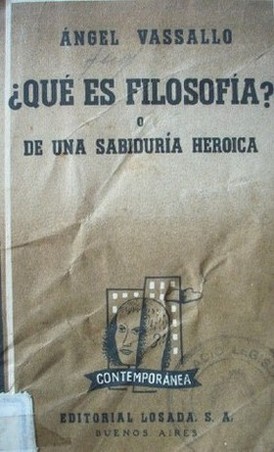 ÁNGEL VASSALLO
¿QUÉ ES FILOSOFÍA?
o
DE UNA SABIDURÍA HEROICA
CONTEMPORÁNEA
EDITORIAL LOSADA, S. A.
BUENOS AIRES